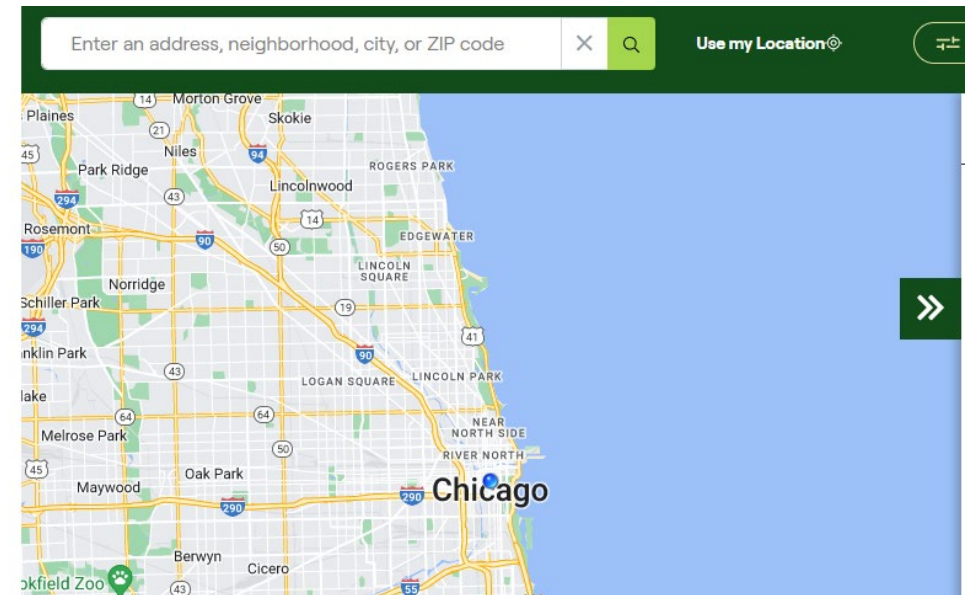 Enter an address, neighborhood, city, or ZIP code
Use my Location
14
Morton Grove
Plaines
Skokie
21
45
Niles
94
ROGERS PARK
Park Ridge
Lincolnwood
294
43
14
Rosemont
90
EDGEWATER
190
50
LINCOLN
SQUARE
Norridge
Schiller Park
19
294
41
nklin Park
90
43
LOGAN SQUARE
LINCOLN PARK
lake
64
64
NEAR
NORTH SIDE
Melrose Park
50
RIVER NORTH
45
Oak Park
Maywood
290
Chicago
290
Berwyn
Cicero
okfield Zoo
43
55